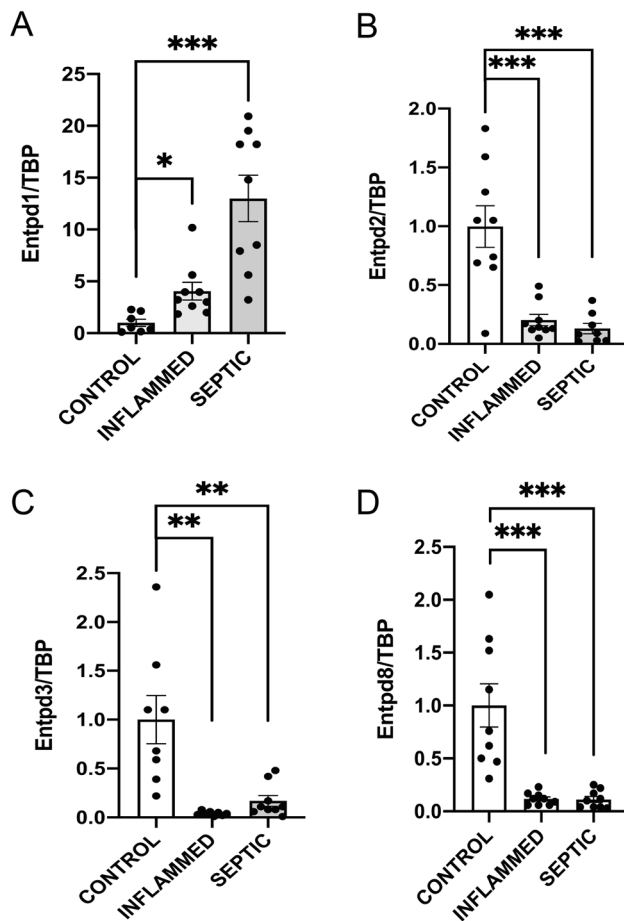 A
***
*
25
20
15
10
5
0
Entpd1/TBP
CONTROL
INFLAMMED
SEPTIC
B
***
***
2.0
1.5
1.0
0.5
0.0
Entpd2/TBP
CONTROL
INFLAMMED
SEPTIC
C
**
**
2.5
2.0
1.5
1.0
0.5
0.0
Entpd3/TBP
CONTROL
INFLAMMED
SEPTIC
D
***
***
2.5
2.0
1.5
1.0
0.5
0.0
Entpd8/TBP
CONTROL
INFLAMMED
SEPTIC